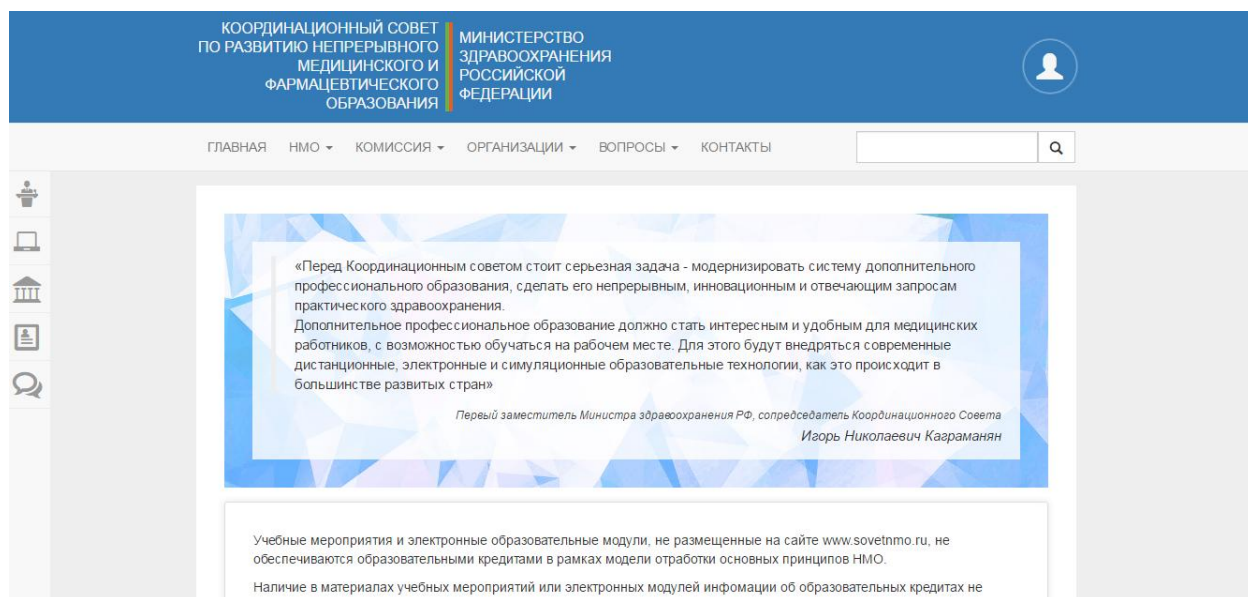 КООРДИНАЦИОННЫЙ СОВЕТ
ПО РАЗВИТИЮ НЕПРЕРЫВНОГО
МЕДИЦИНСКОГО И
ФАРМАЦЕВТИЧЕСКОГО
ОБРАЗОВАНИЯ
МИНИСТЕРСТВО
ЗДРАВООХРАНЕНИЯ
РОССИЙСКОЙ
ФЕДЕРАЦИИ
ГЛАВНАЯ НМО КОМИССИЯ ОРГАНИЗАЦИИ ВОПРОСЫ КОНТАКТЫ
«Перед Координационным советом стоит серьезная задача - модернизировать систему дополнительного
профессионального образования, сделать его непрерывным, инновационным и отвечающим запросам
практического здравоохранения.
Дополнительное профессиональное образование должно стать интересным и удобным для медицинских
работников, с возможностью обучаться на рабочем месте. Для этого будут внедряться современные
дистанционные, электронные и симуляционные образовательные технологии, как это происходит в
большинстве развитых стран»
Первый заместитель Министра здравоохранения РФ, сопредседатель Координационного Совета
Игорь Николаевич Каграманян
Учебные мероприятия и электронные образовательные модули, не размещенные на сайте www.sovetnmo.ru, не
обеспечиваются образовательными кредитами в рамках модели отработки основных принципов НМО.
Наличие в материалах учебных мероприятий или электронных модулей инфомации об образовательных кредитах не